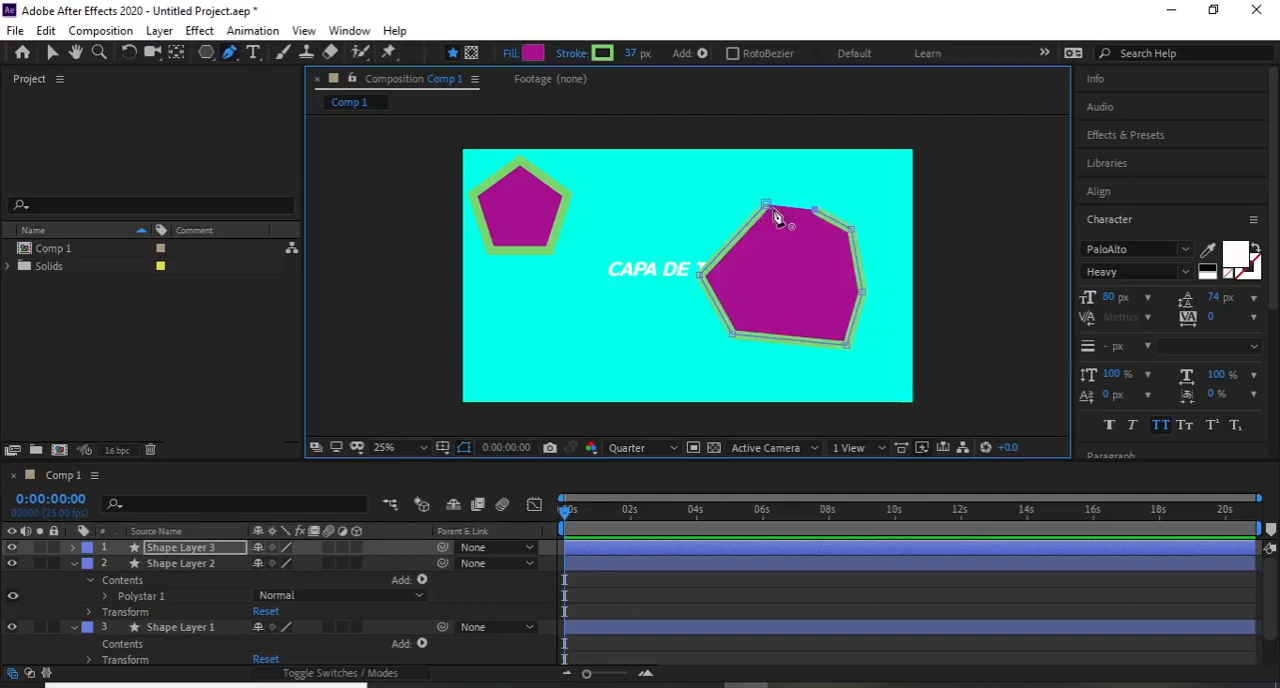 Adobe After Effects 2020 - Untitled Project.aep *
File Edit Composition Layer Effect Animation View Window Help
Fill: Stroke: 37 px Add: RotoBezier Default Learn Search Help
Project
Composition Comp 1
Footage (none)
Comp 1
CAPA DE
Name Comment
Comp 1
Solids
16 bpc
25% 0:00:00:00 Quarter Active Camera 1 View +0.0
Info
Audio
Effects & Presets
Libraries
Align
Character
PaloAlto
Heavy
80 px 74 px
Metrics 0
- px
100 % 100 %
0 px 0 %
T T TT Tt T¹ T₁
Paragraph
Comp 1
0:00:00:00
00000 (25.00 fps)
# Source Name Parent & Link
1 Shape Layer 3 None
2 Shape Layer 2 None
Contents Add:
Polystar 1 Normal
Transform Reset
3 Shape Layer 1 None
Contents Add:
Transform Reset
Toggle Switches / Modes
:00s 02s 04s 06s 08s 10s 12s 14s 16s 18s 20s